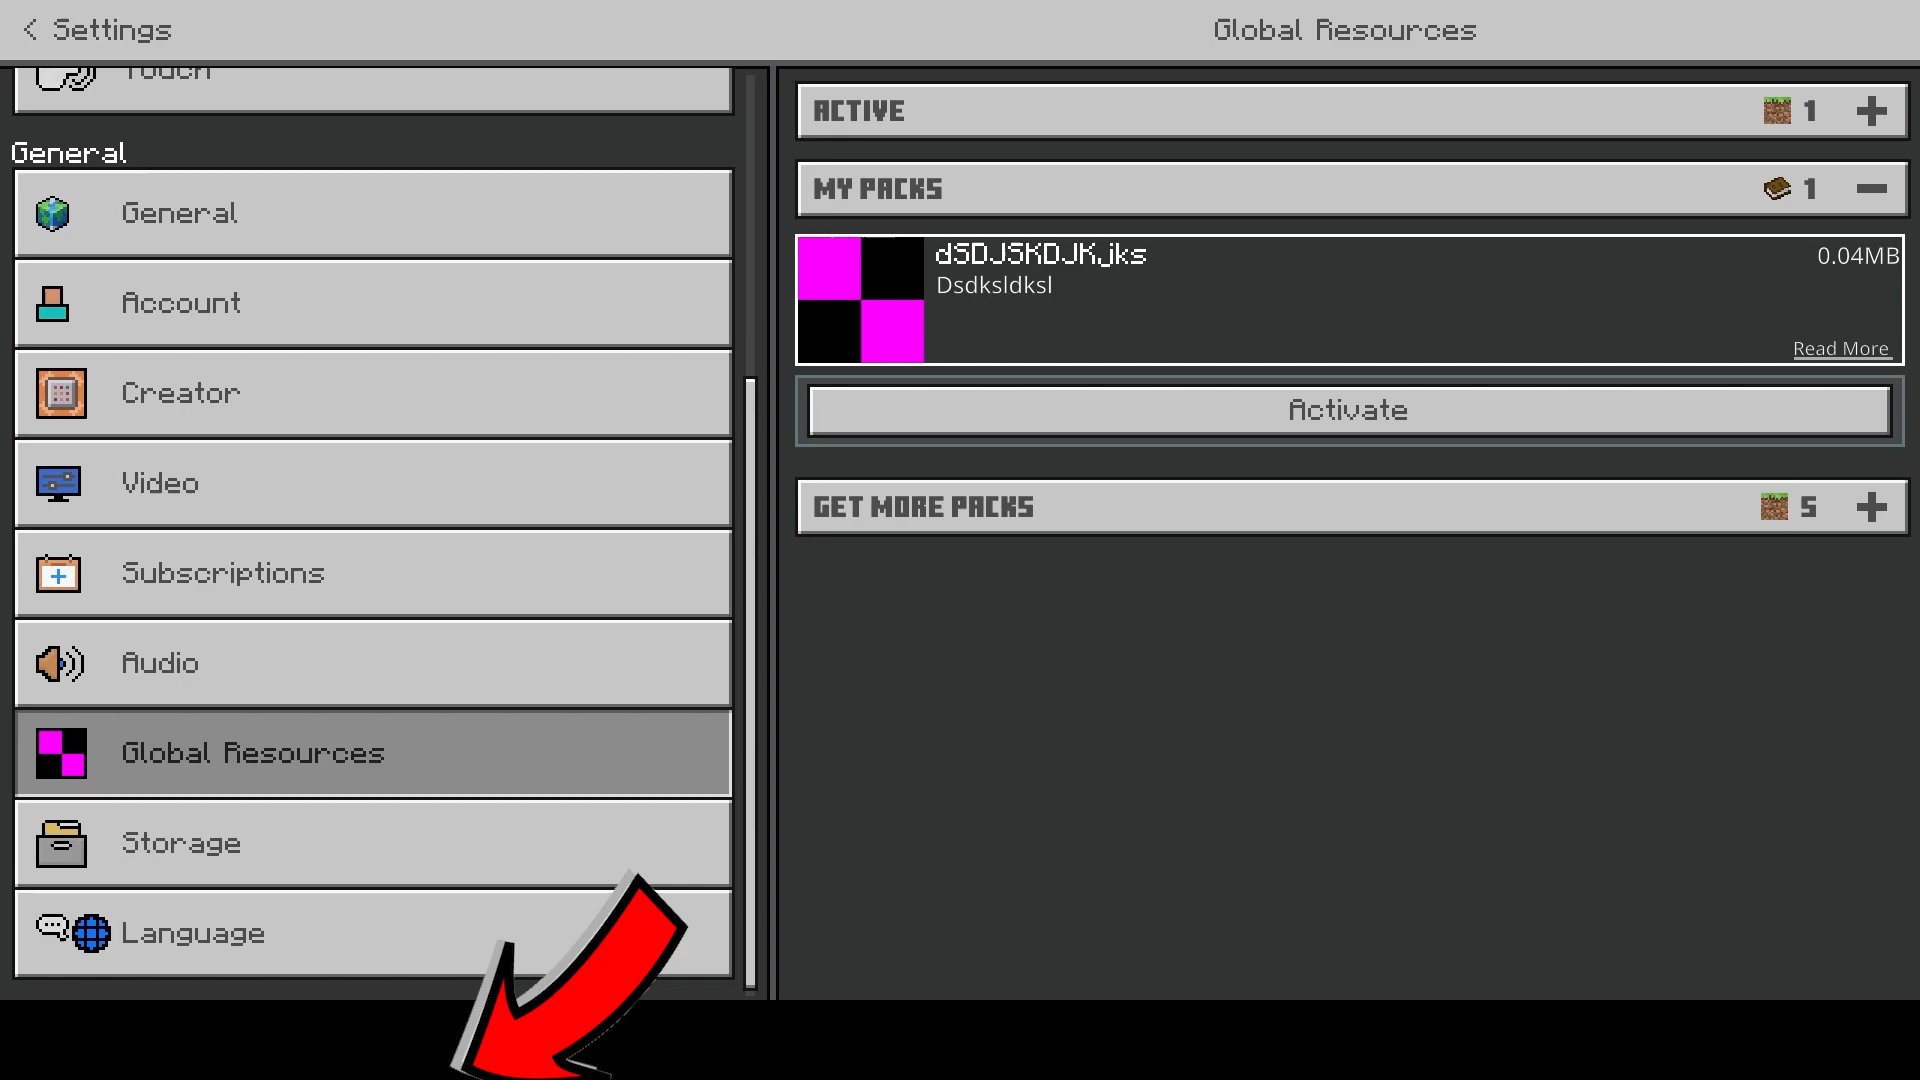 Settings
Global Resources
Touch
General
General
Account
Creator
Video
Subscriptions
Audio
Global Resources
Storage
Language
ACTIVE 1
MY PACKS 1
dSDJSKDJKjks 0.04MB
Dsdksldksl
Read More
Activate
GET MORE PACKS 5